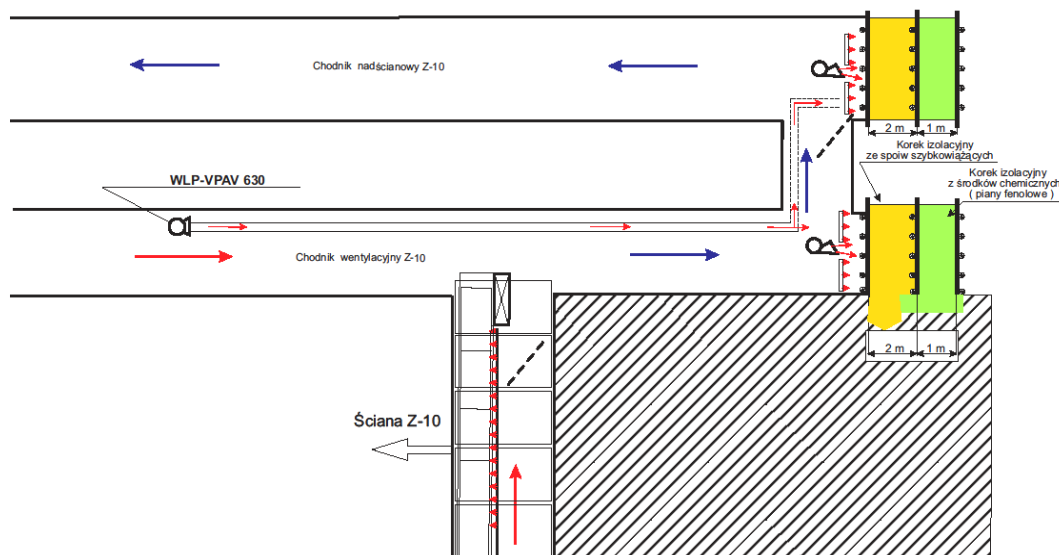 Chodnik nadścianowy Z-10
2 m
1 m
Korek izolacyjny
ze spoiw szybkowiążących
Korek izolacyjny
z środków chemicznych
( piany fenolowe )
WLP-VPAV 630
Chodnik wentylacyjny Z-10
2 m
1 m
Ściana Z-10